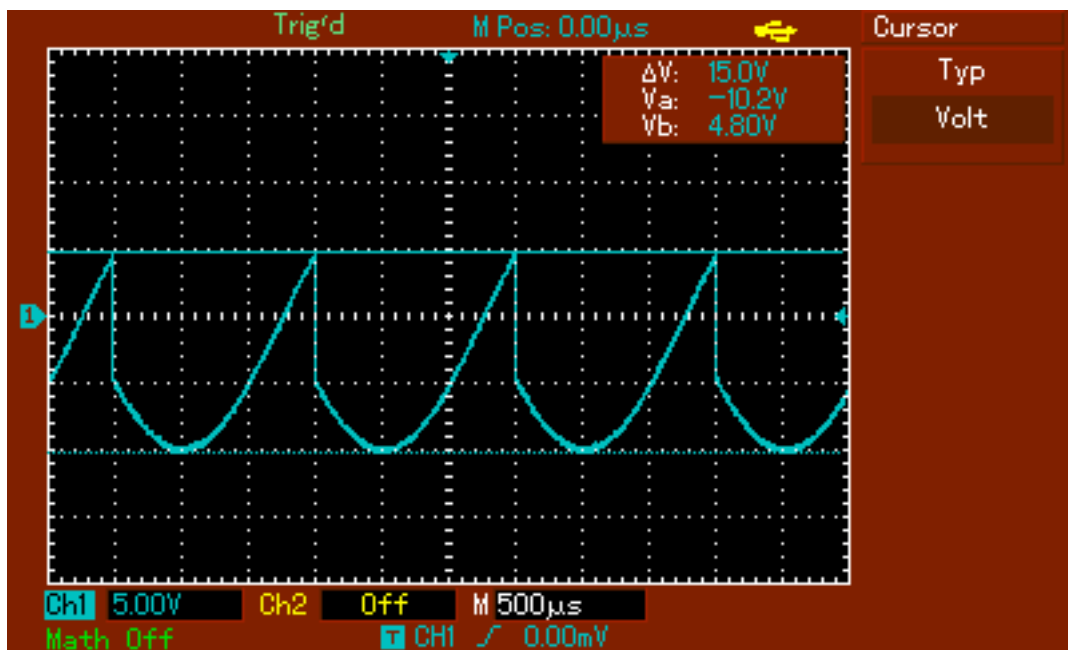 Trig'd M Pos: 0.00µs Cursor
ΔV: 15.0V
Va: -10.2V
Vb: 4.80V
Typ
Volt
1
Ch1 5.00V Ch2 Off M 500µs
Math Off T CH1 0.00mV